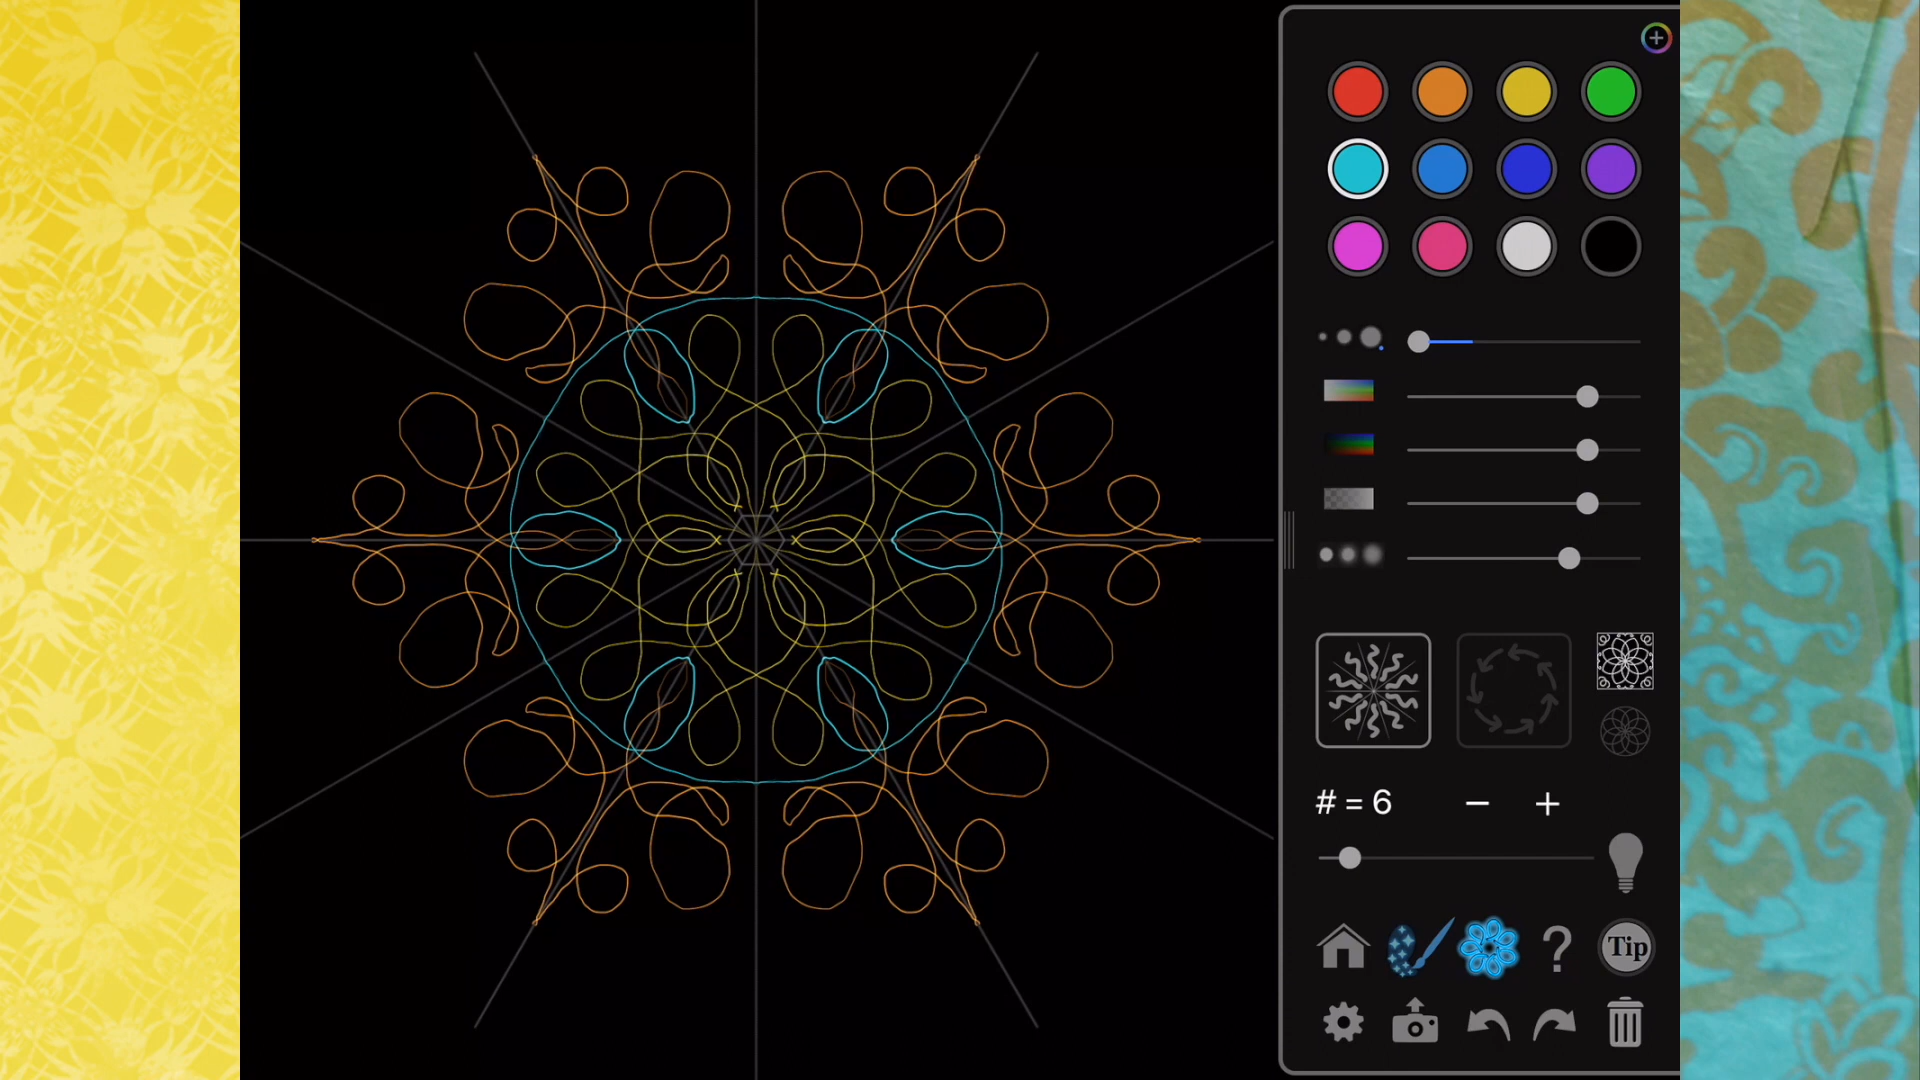 # = 6
− +
?
Tip